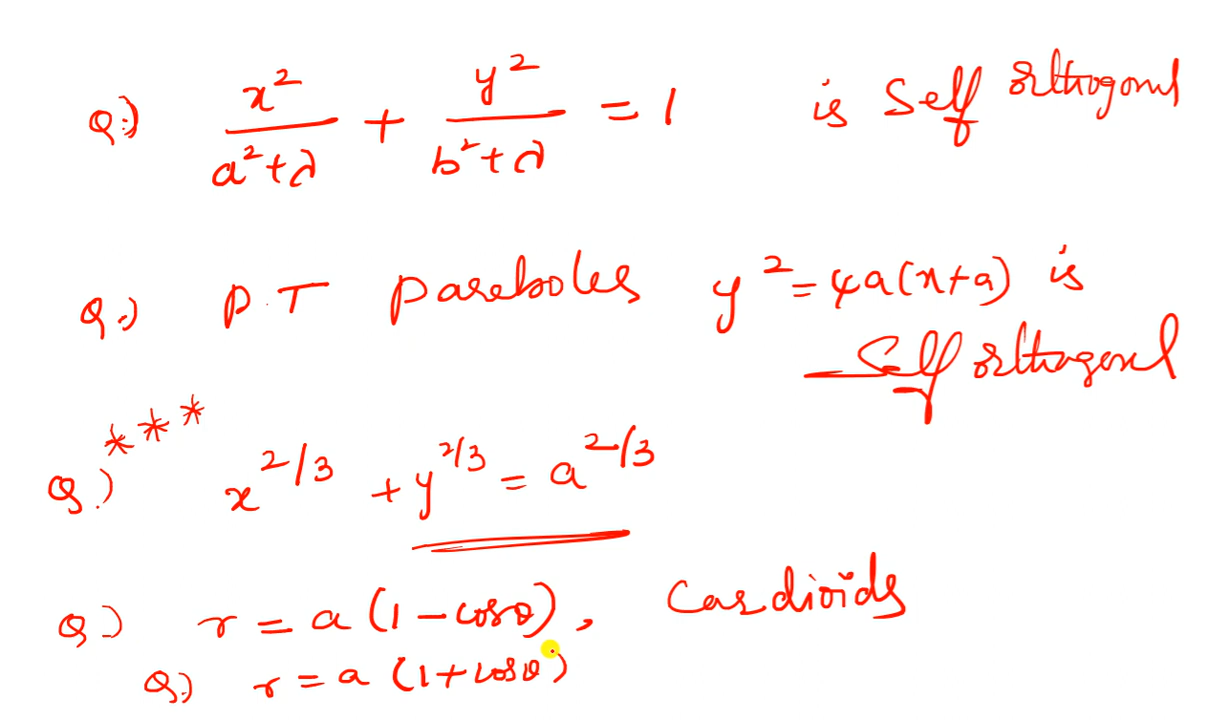 Q.) x²/(a²+λ) + y²/(b²+λ) = 1 is Self orthogonal
Q.) P.T parabolas y² = 4a(x+a) is
Self orthogonal
***
Q.) x^2/3 + y^2/3 = a^2/3
Q) r = a (1 - cosθ), Cardioids
Q.) r = a (1 + cosθ)